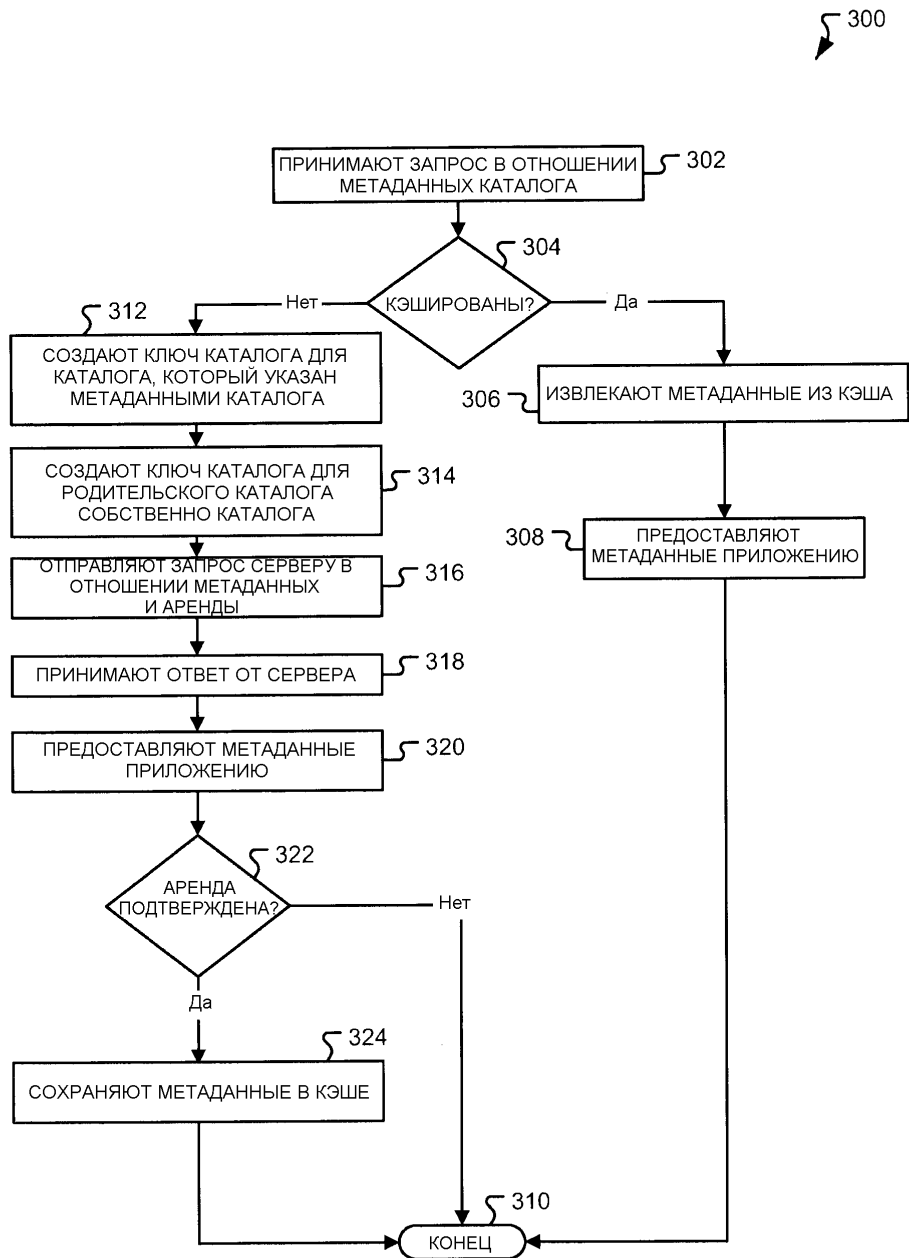 300
ПРИНИМАЮТ ЗАПРОС В ОТНОШЕНИИ
МЕТАДАННЫХ КАТАЛОГА
302
304
КЭШИРОВАНЫ?
Нет
Да
312
СОЗДАЮТ КЛЮЧ КАТАЛОГА ДЛЯ
КАТАЛОГА, КОТОРЫЙ УКАЗАН
МЕТАДАННЫМИ КАТАЛОГА
306
ИЗВЛЕКАЮТ МЕТАДАННЫЕ ИЗ КЭША
СОЗДАЮТ КЛЮЧ КАТАЛОГА ДЛЯ
РОДИТЕЛЬСКОГО КАТАЛОГА
СОБСТВЕННО КАТАЛОГА
314
308
ПРЕДОСТАВЛЯЮТ
МЕТАДАННЫЕ ПРИЛОЖЕНИЮ
ОТПРАВЛЯЮТ ЗАПРОС СЕРВЕРУ В
ОТНОШЕНИИ МЕТАДАННЫХ
И АРЕНДЫ
316
ПРИНИМАЮТ ОТВЕТ ОТ СЕРВЕРА
318
ПРЕДОСТАВЛЯЮТ МЕТАДАННЫЕ
ПРИЛОЖЕНИЮ
320
322
АРЕНДА
ПОДТВЕРЖДЕНА?
Нет
Да
324
СОХРАНЯЮТ МЕТАДАННЫЕ В КЭШЕ
310
КОНЕЦ